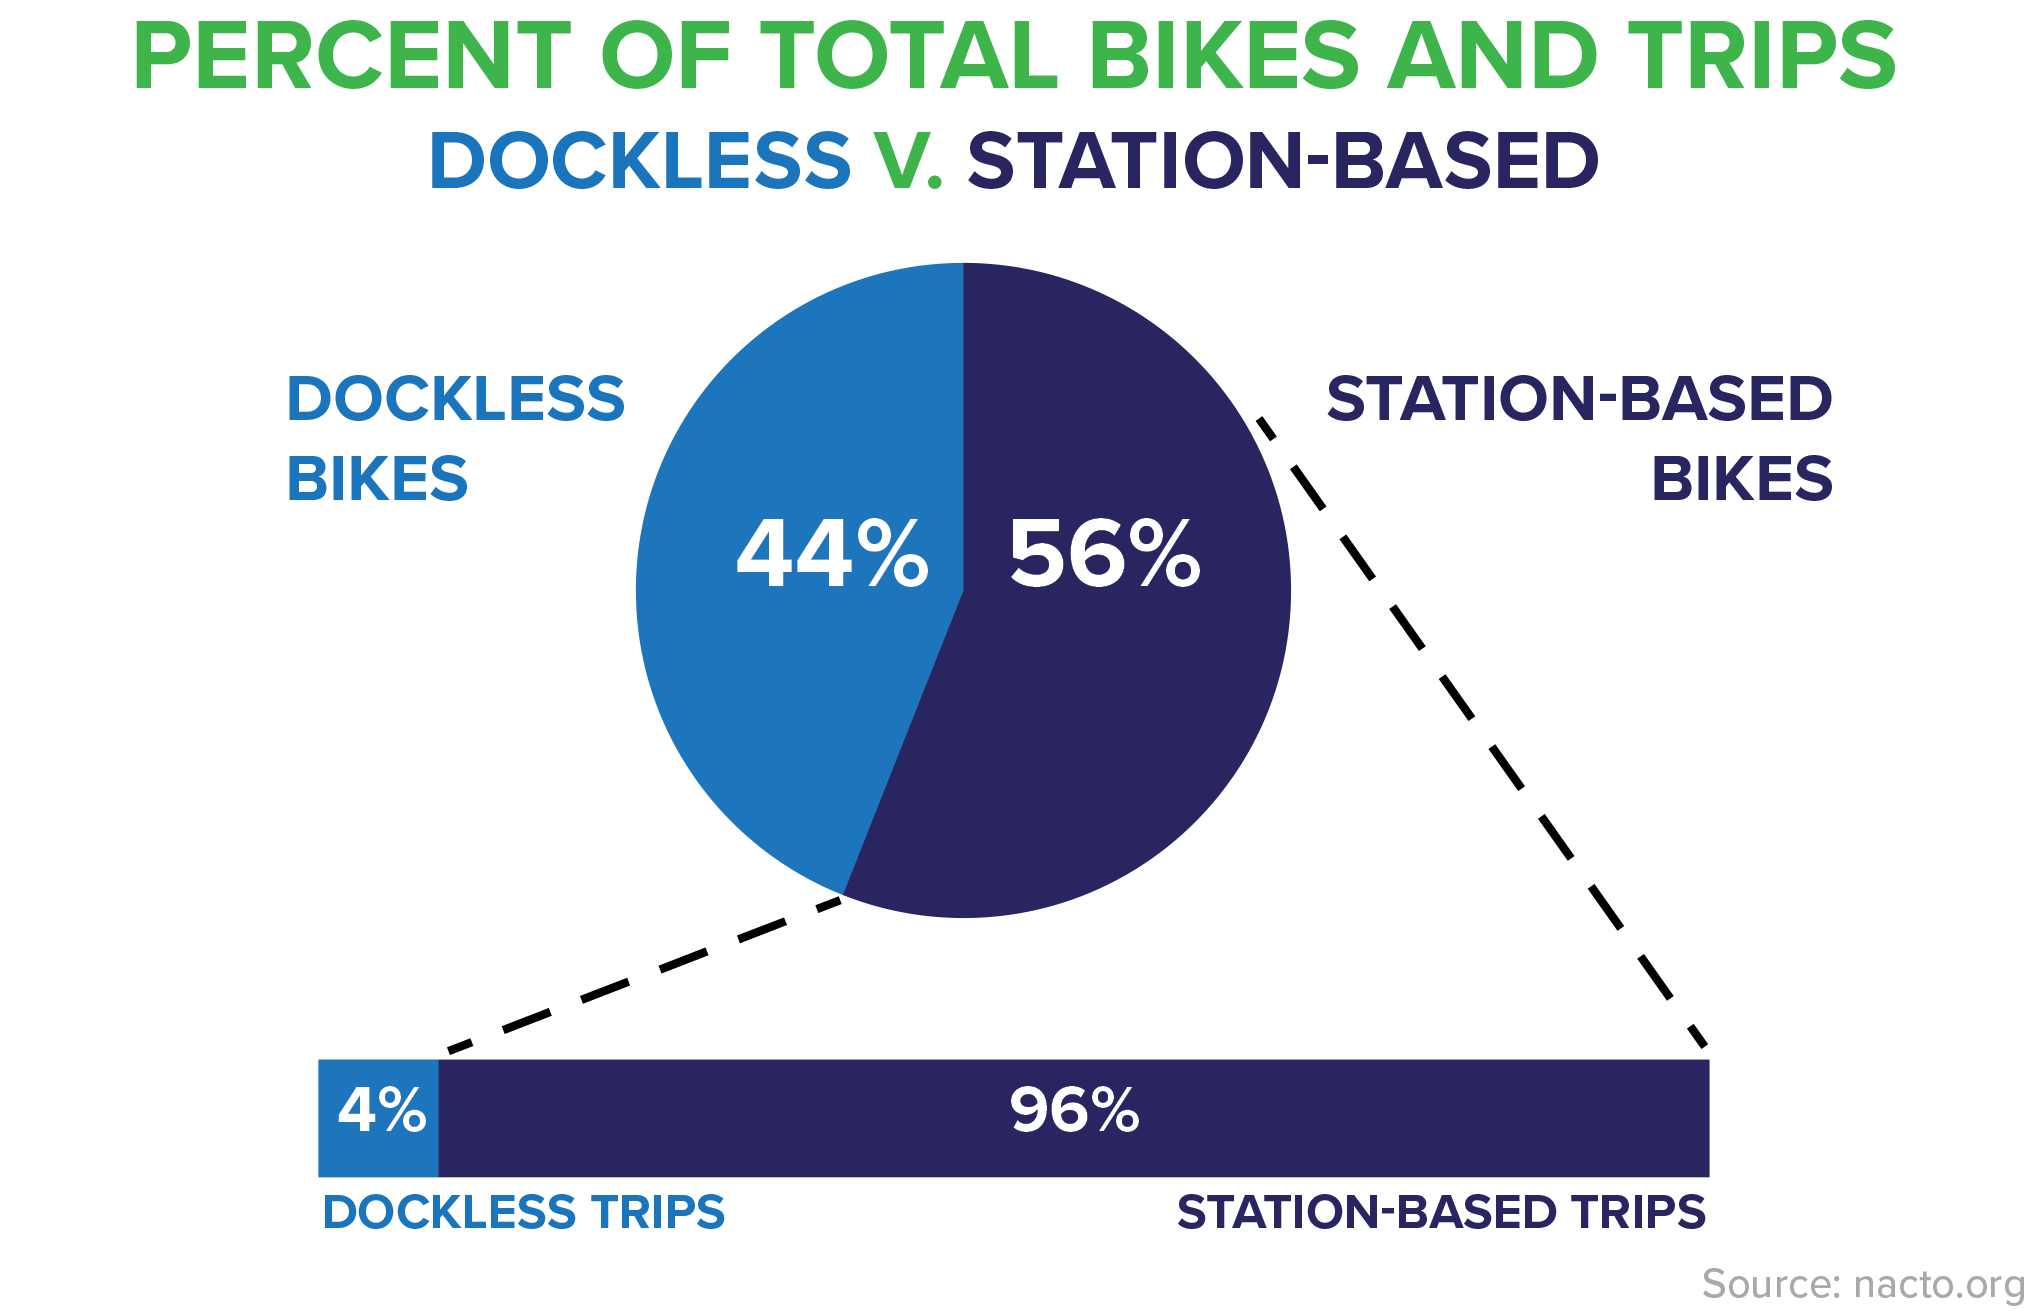 PERCENT OF TOTAL BIKES AND TRIPS
DOCKLESS V. STATION-BASED
DOCKLESS
BIKES
STATION-BASED
BIKES
44%
56%
4%
96%
DOCKLESS TRIPS
STATION-BASED TRIPS
Source: nacto.org